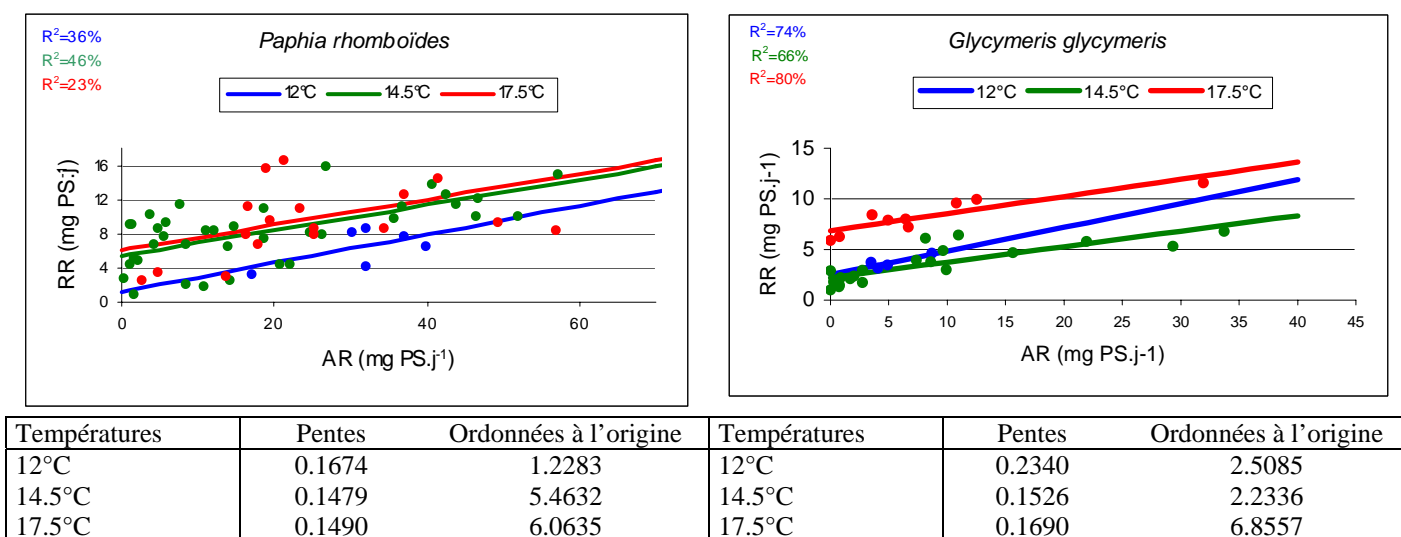 R²=36%
R²=46%
R²=23%
Paphia rhomboïdes
12°C 14.5°C 17.5°C
RR (mg PS.j)
16
12
8
4
0
0 20 40 60
AR (mg PS.j-1)
R²=74%
R²=66%
R²=80%
Glycymeris glycymeris
12°C 14.5°C 17.5°C
RR (mg PS.j-1)
15
10
5
0
0 5 10 15 20 25 30 35 40 45
AR (mg PS.j-1)
Températures Pentes Ordonnées à l'origine Températures Pentes Ordonnées à l'origine
12°C 0.1674 1.2283 12°C 0.2340 2.5085
14.5°C 0.1479 5.4632 14.5°C 0.1526 2.2336
17.5°C 0.1490 6.0635 17.5°C 0.1690 6.8557